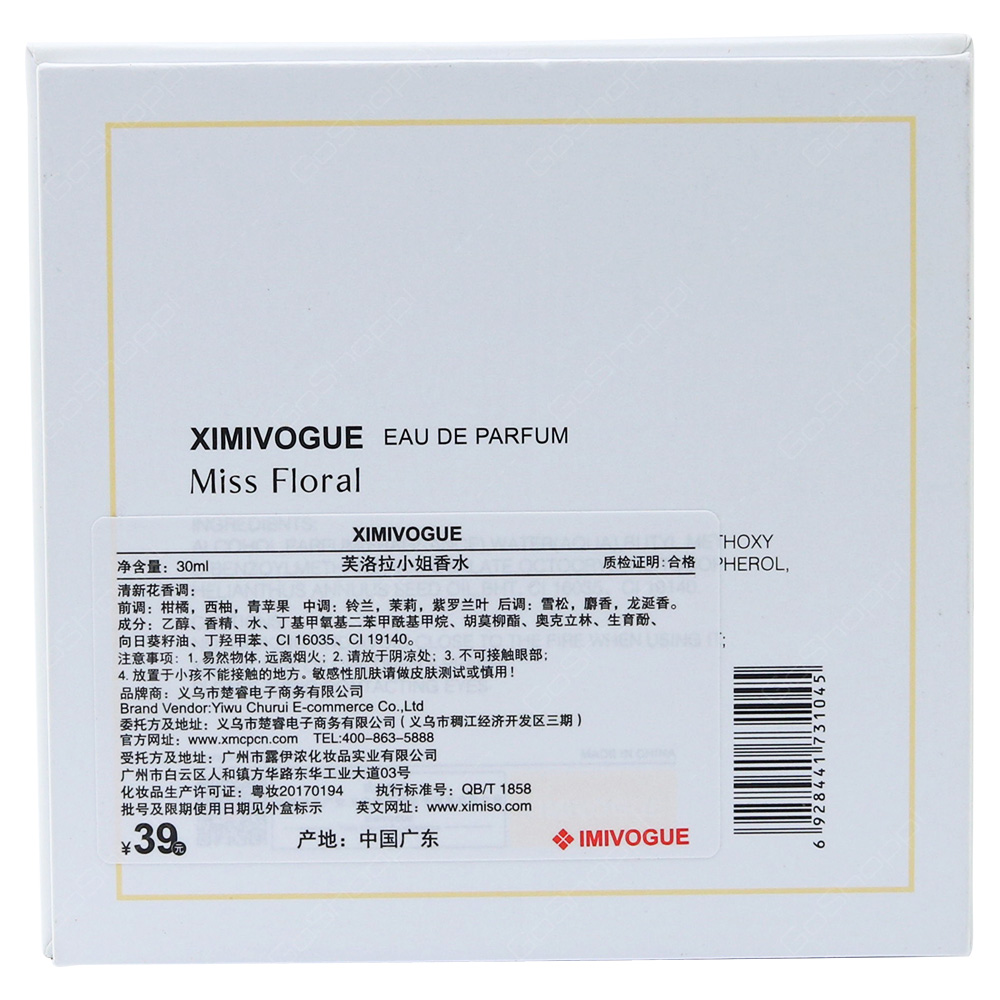 XIMIVOGUE EAU DE PARFUM
Miss Floral
INGREDIENTS:
THOXY
PHEROL,
CLOSE TO THE FIRE WHEN USING IT;
XIMIVOGUE
净含量：30ml 芙洛拉小姐香水 质检证明：合格
清新花香调：
前调：柑橘，西柚，青苹果 中调：铃兰，茉莉，紫罗兰叶 后调：雪松，麝香，龙涎香。
成分：乙醇、香精、水、丁基甲氧基二苯甲酰基甲烷、胡莫柳酯、奥克立林、生育酚、
向日葵籽油、丁羟甲苯、CI 16035、CI 19140。
注意事项：1. 易然物体，远离烟火；2. 请放于阴凉处；3. 不可接触眼部；
4. 放置于小孩不能接触的地方。敏感性肌肤请做皮肤测试或慎用！
品牌商：义乌市楚睿电子商务有限公司
Brand Vendor:Yiwu Churui E-commerce Co.,Ltd
委托方及地址：义乌市楚睿电子商务有限公司（义乌市稠江经济开发区三期）
官方网址：www.xmcpcn.com TEL:400-863-5888
受托方及地址：广州市露伊浓化妆品实业有限公司
广州市白云区人和镇方华路东华工业大道03号
化妆品生产许可证：粤妆20170194 执行标准号：QB/T 1858
批号及限期使用日期见外盒标示 英文网址：www.ximiso.com
¥39元 产地：中国广东 IMIVOGUE
6 928441 731045